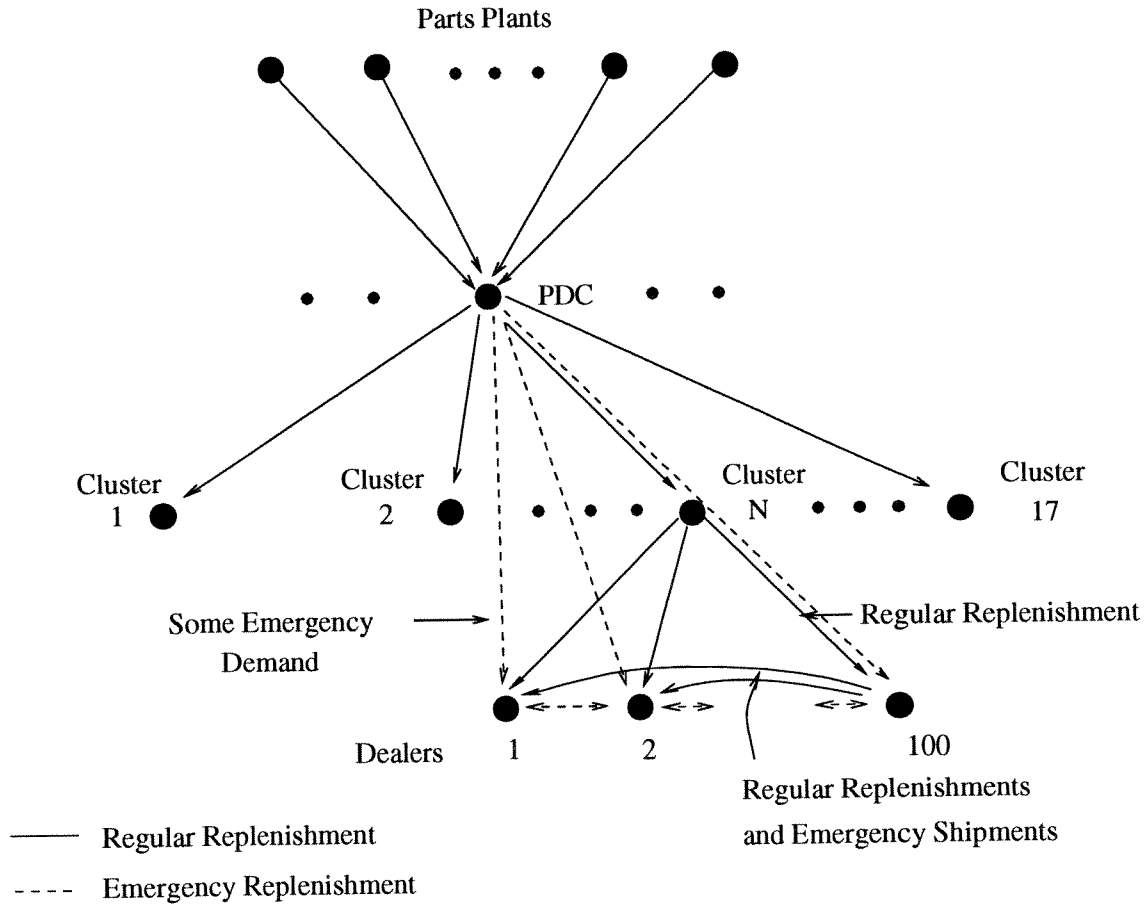 Parts Plants
PDC
Cluster
1
Cluster
2
Cluster
N
Cluster
17
Some Emergency
Demand
Regular Replenishment
Dealers
1
2
100
Regular Replenishments
and Emergency Shipments
Regular Replenishment
Emergency Replenishment